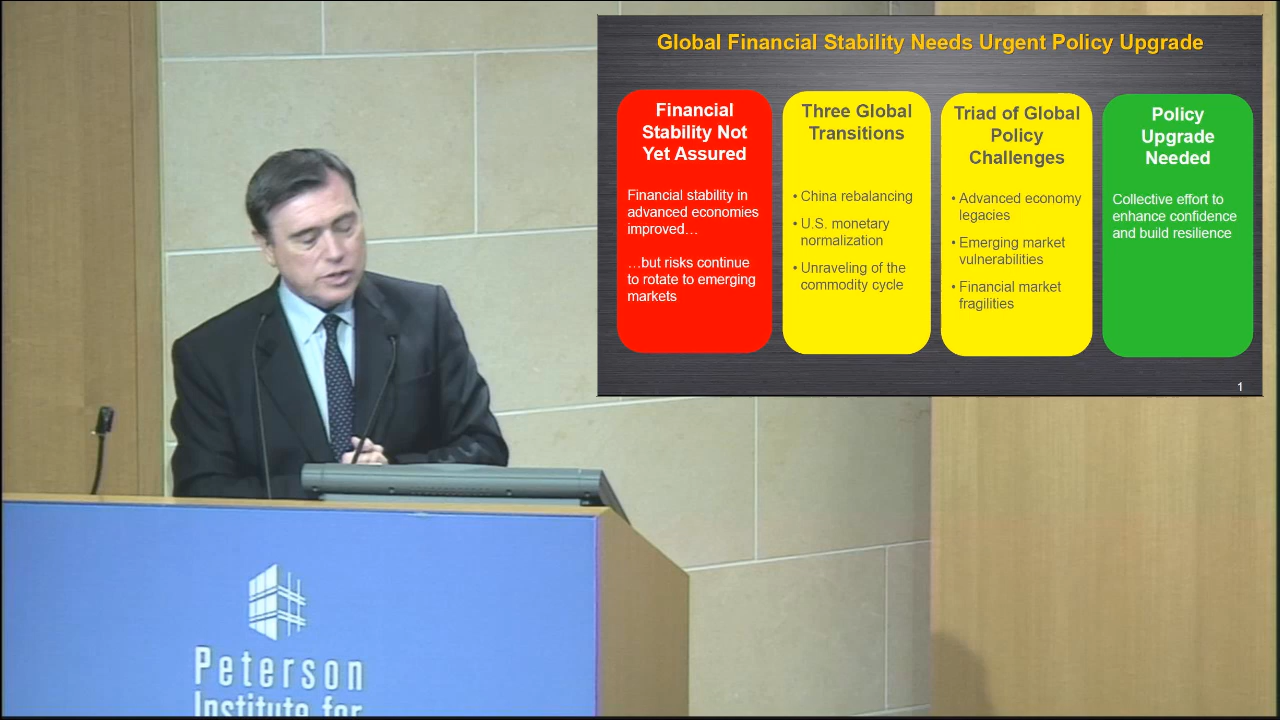 Global Financial Stability Needs Urgent Policy Upgrade
Financial
Stability Not
Yet Assured
Financial stability in
advanced economies
improved…
…but risks continue
to rotate to emerging
markets
Three Global
Transitions
• China rebalancing
• U.S. monetary
normalization
• Unraveling of the
commodity cycle
Triad of Global
Policy
Challenges
• Advanced economy
legacies
• Emerging market
vulnerabilities
• Financial market
fragilities
Policy
Upgrade
Needed
Collective effort to
enhance confidence
and build resilience
1
Peterson
Institute for